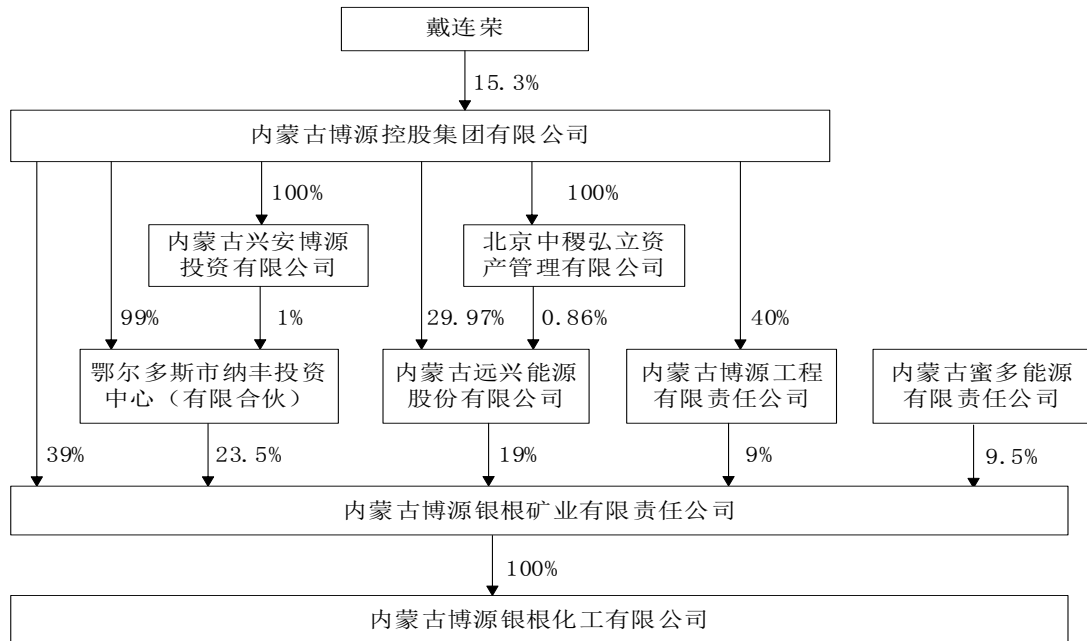 戴连荣
15.3%
内蒙古博源控股集团有限公司
100%
100%
内蒙古兴安博源
投资有限公司
北京中稷弘立资
产管理有限公司
99%
1%
29.97%
0.86%
40%
鄂尔多斯市纳丰投资
中心（有限合伙）
内蒙古远兴能源
股份有限公司
内蒙古博源工程
有限责任公司
内蒙古蜜多能源
有限责任公司
39%
23.5%
19%
9%
9.5%
内蒙古博源银根矿业有限责任公司
100%
内蒙古博源银根化工有限公司